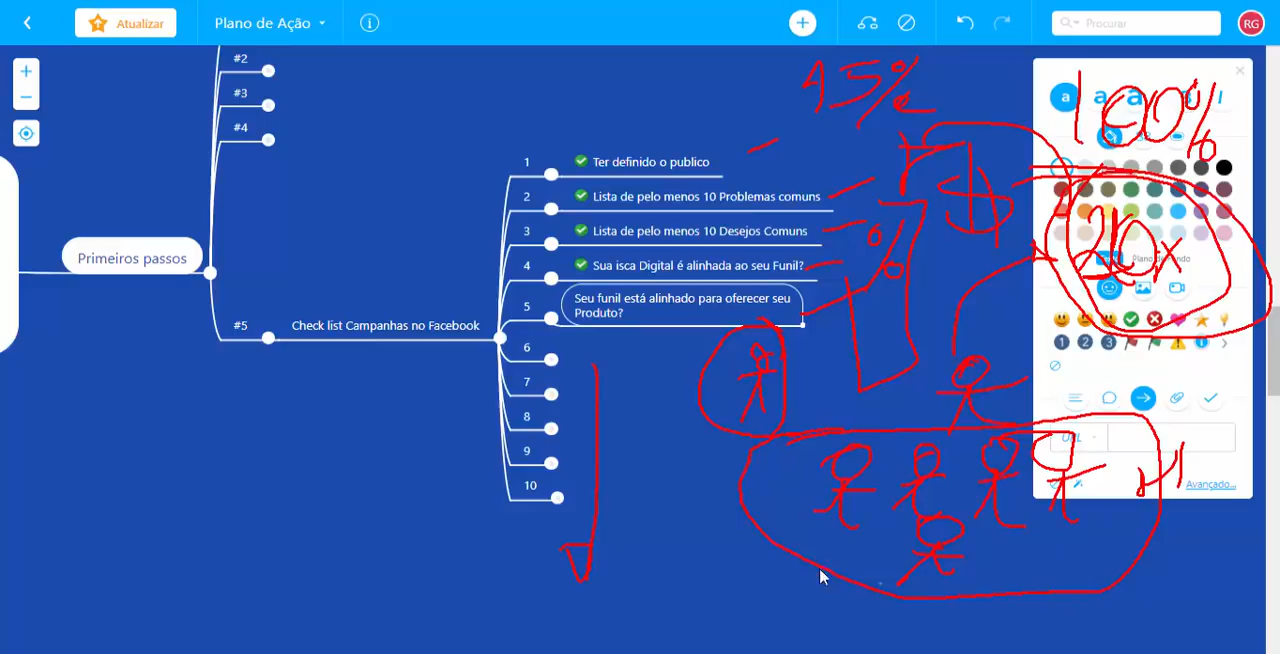 Atualizar
Plano de Ação
Procurar
RG
#2
#3
#4
Primeiros passos
#5
Check list Campanhas no Facebook
1 Ter definido o publico
2 Lista de pelo menos 10 Problemas comuns
3 Lista de pelo menos 10 Desejos Comuns
4 Sua isca Digital é alinhada ao seu Funil?
5 Seu funil está alinhado para oferecer seu
Produto?
6
7
8
9
10
100%
URL
Avançado...